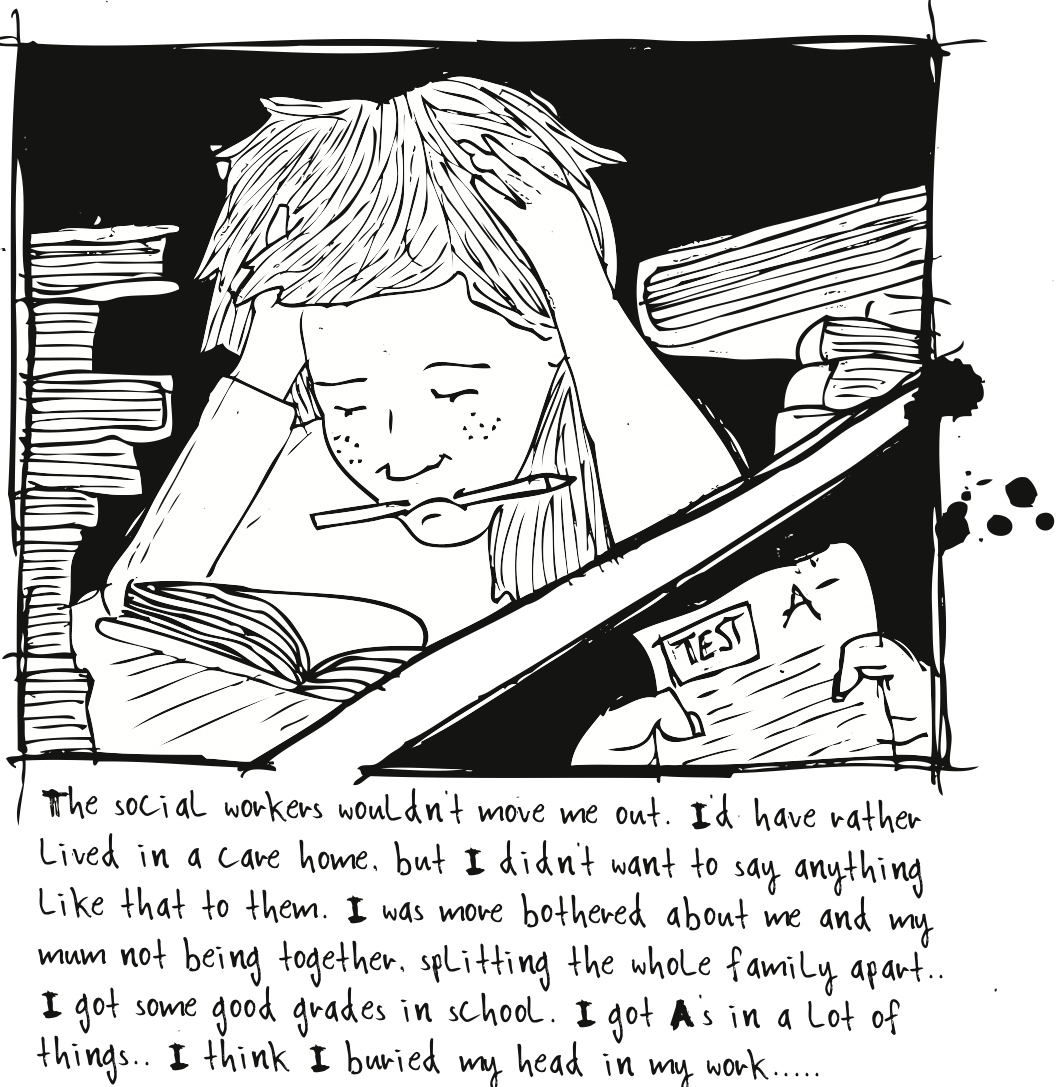 A-
TEST
The social workers wouldn't move me out. I'd have rather
lived in a care home, but I didn't want to say anything
like that to them. I was more bothered about me and my
mum not being together, splitting the whole family apart..
I got some good grades in school. I got A's in a lot of
things.. I think I buried my head in my work.....